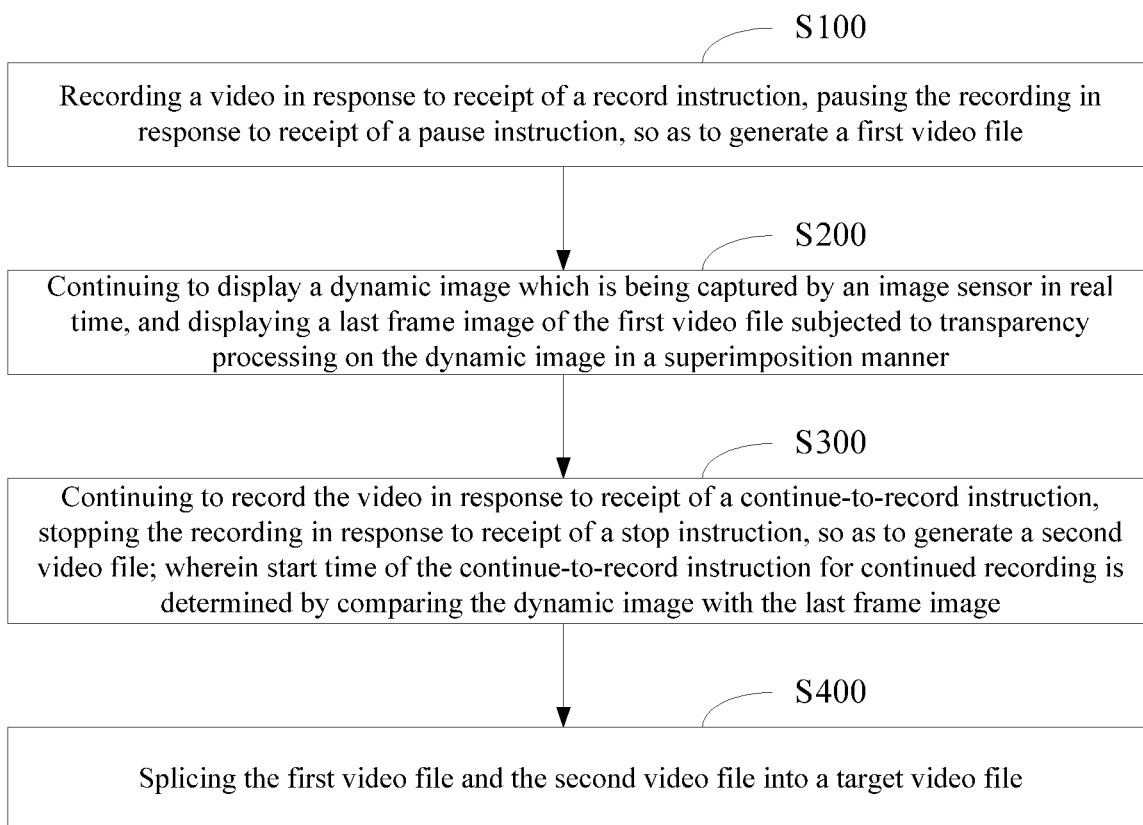 S100
Recording a video in response to receipt of a record instruction, pausing the recording in
response to receipt of a pause instruction, so as to generate a first video file
S200
Continuing to display a dynamic image which is being captured by an image sensor in real
time, and displaying a last frame image of the first video file subjected to transparency
processing on the dynamic image in a superimposition manner
S300
Continuing to record the video in response to receipt of a continue-to-record instruction,
stopping the recording in response to receipt of a stop instruction, so as to generate a second
video file; wherein start time of the continue-to-record instruction for continued recording is
determined by comparing the dynamic image with the last frame image
S400
Splicing the first video file and the second video file into a target video file